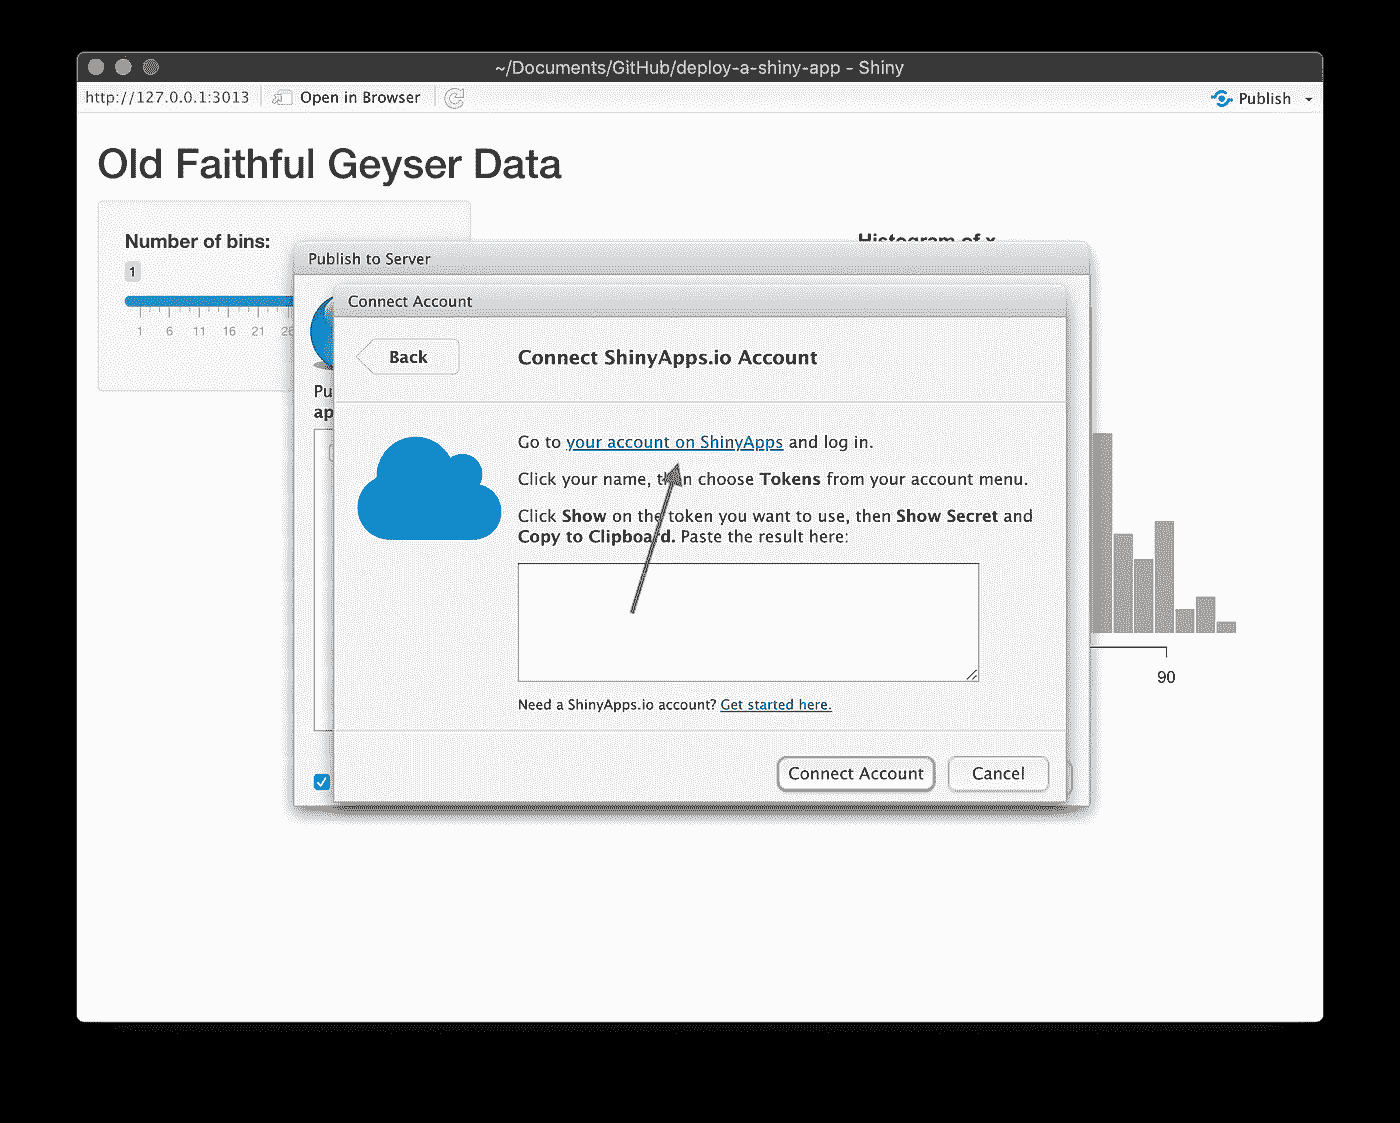 ~/Documents/GitHub/deploy-a-shiny-app - Shiny
http://127.0.0.1:3013
Open in Browser
Publish
Old Faithful Geyser Data
Number of bins:
1
1 6 11 16 21
Histogram of x
Publish to Server
Connect Account
Back
Connect ShinyApps.io Account
Go to your account on ShinyApps and log in.
Click your name, then choose Tokens from your account menu.
Click Show on the token you want to use, then Show Secret and
Copy to Clipboard. Paste the result here:
Need a ShinyApps.io account? Get started here.
Connect Account
Cancel
90